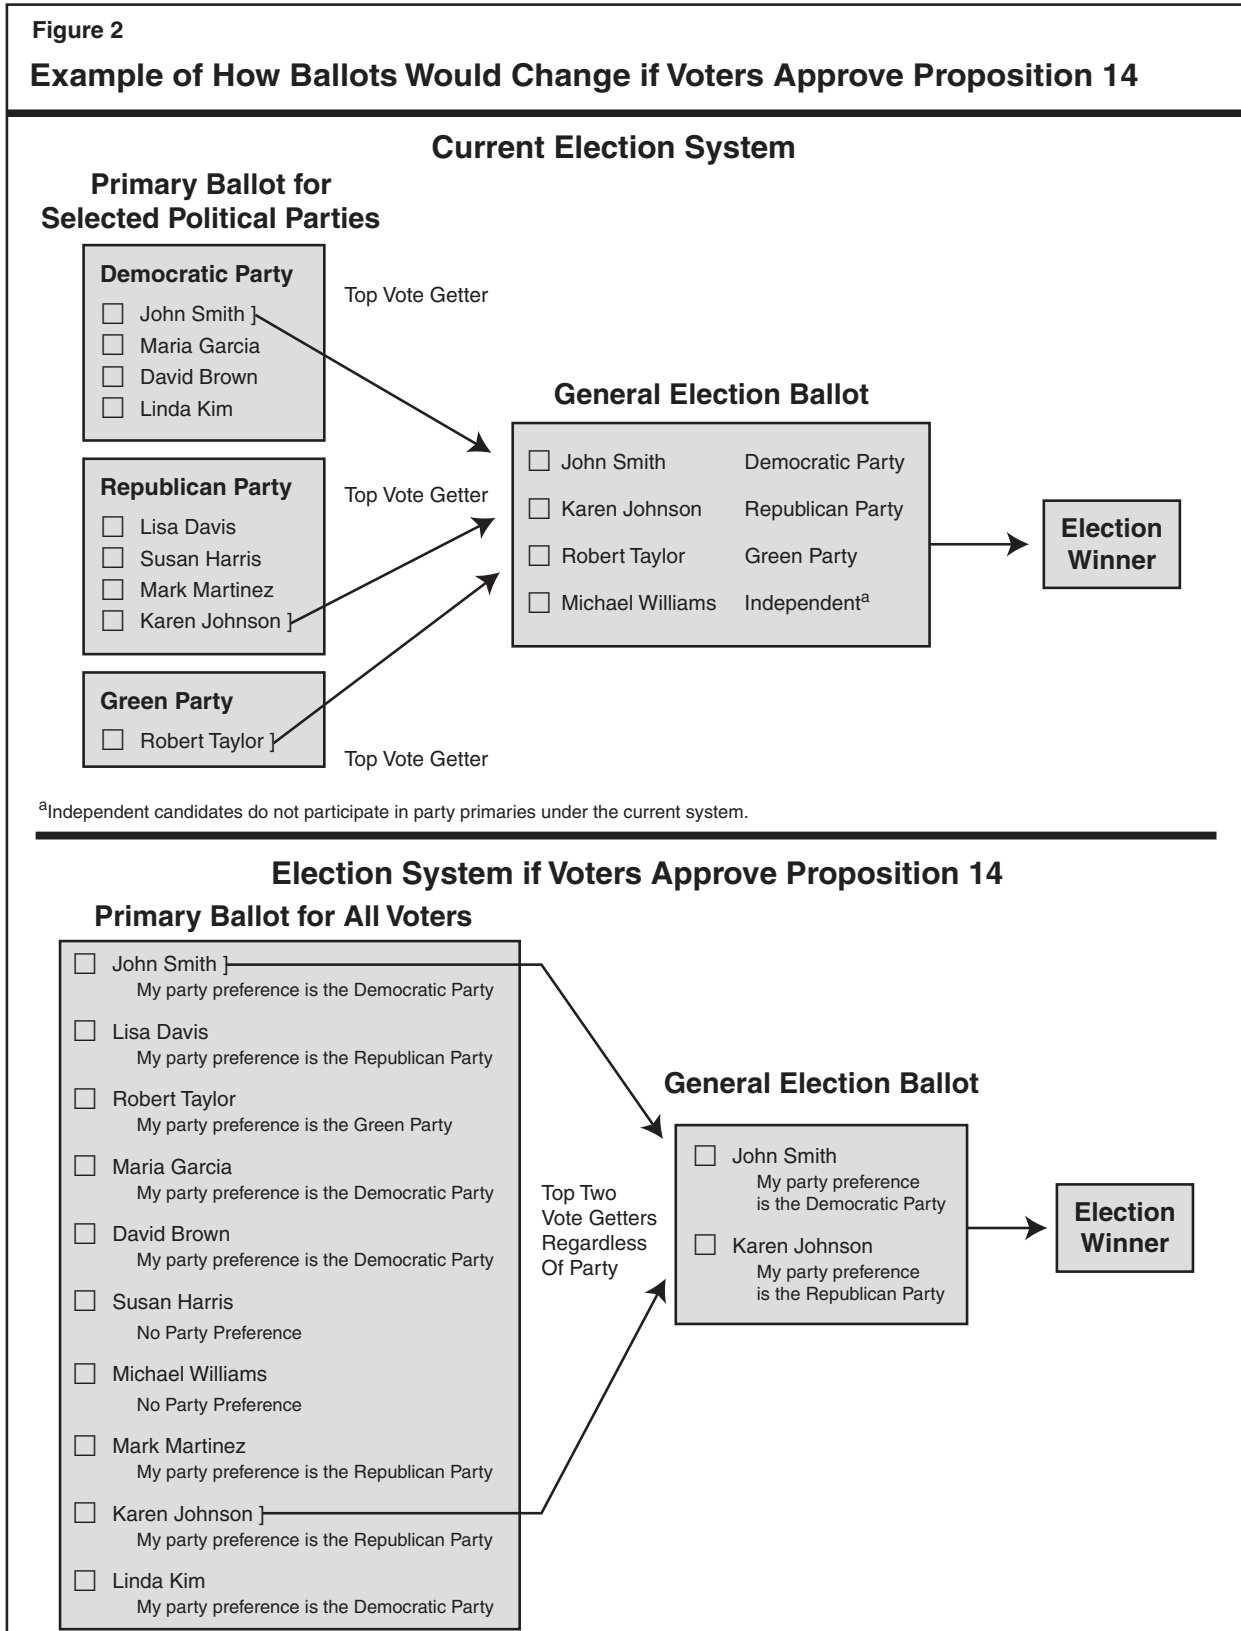 Figure 2
Example of How Ballots Would Change if Voters Approve Proposition 14
Current Election System
Primary Ballot for
Selected Political Parties
Democratic Party
John Smith ]
Maria Garcia
David Brown
Linda Kim
Top Vote Getter
Republican Party
Lisa Davis
Susan Harris
Mark Martinez
Karen Johnson ]
Top Vote Getter
Green Party
Robert Taylor ]
Top Vote Getter
General Election Ballot
John Smith Democratic Party
Karen Johnson Republican Party
Robert Taylor Green Party
Michael Williams Independentª
Election
Winner
ªIndependent candidates do not participate in party primaries under the current system.
Election System if Voters Approve Proposition 14
Primary Ballot for All Voters
John Smith ]
My party preference is the Democratic Party
Lisa Davis
My party preference is the Republican Party
Robert Taylor
My party preference is the Green Party
Maria Garcia
My party preference is the Democratic Party
David Brown
My party preference is the Democratic Party
Susan Harris
No Party Preference
Michael Williams
No Party Preference
Mark Martinez
My party preference is the Republican Party
Karen Johnson ]
My party preference is the Republican Party
Linda Kim
My party preference is the Democratic Party
Top Two
Vote Getters
Regardless
Of Party
General Election Ballot
John Smith
My party preference
is the Democratic Party
Karen Johnson
My party preference
is the Republican Party
Election
Winner